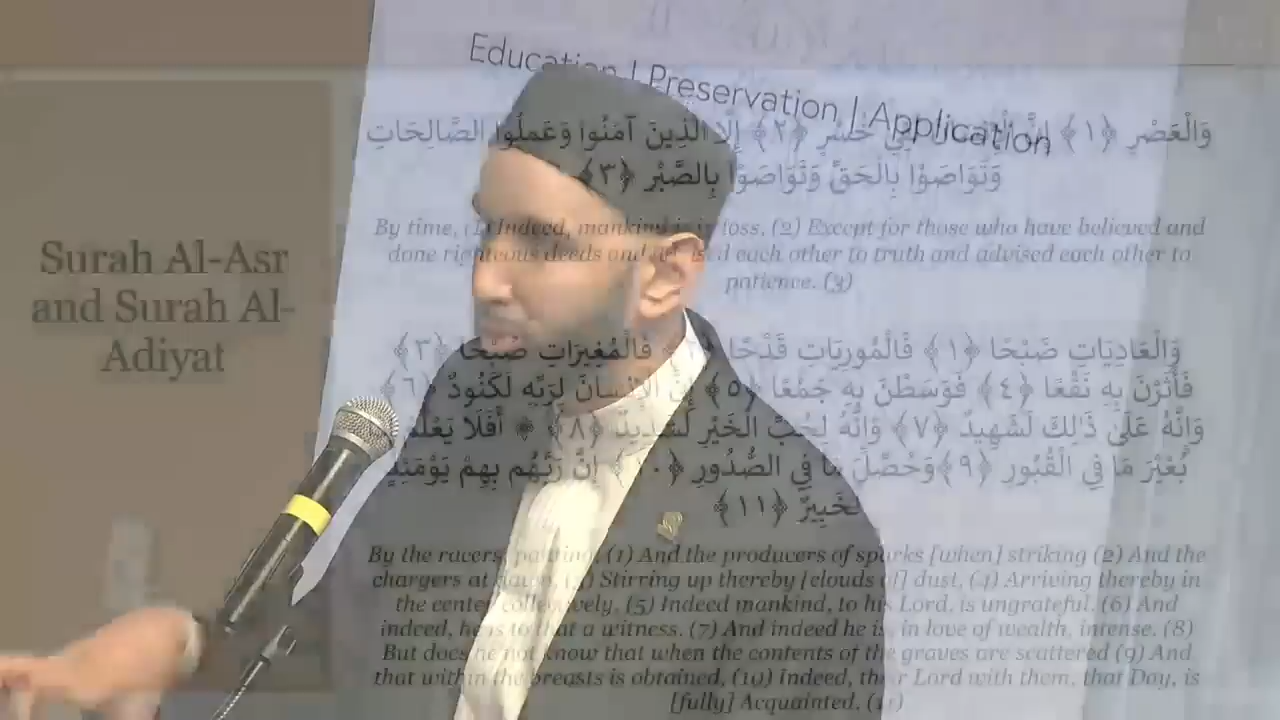 Education | Preservation | Application
Surah Al-Asr
and Surah Al-
Adiyat
وَالْعَصْرِ ﴿١﴾ لَفِي خُسْرٍ ﴿٢﴾ إِلَّا الَّذِينَ آمَنُوا وَعَمِلُوا الصَّالِحَاتِ
وَتَوَاصَوْا بِالْحَقِّ وَتَوَاصَوْا بِالصَّبْرِ ﴿٣﴾
By time, (1) Indeed, mankind is in loss, (2) Except for those who have believed and
done righteous deeds and advised each other to truth and advised each other to
patience. (3)
وَالْعَادِيَاتِ ضَبْحًا ﴿١﴾ فَالْمُورِيَاتِ قَدْحًا ﴿٢﴾ فَالْمُغِيرَاتِ صُبْحًا ﴿٣﴾
فَأَثَرْنَ بِهِ نَقْعًا ﴿٤﴾ فَوَسَطْنَ بِهِ جَمْعًا ﴿٥﴾ إِنَّ الْإِنْسَانَ لِرَبِّهِ لَكَنُودٌ ﴿٦﴾
وَإِنَّهُ عَلَىٰ ذَٰلِكَ لَشَهِيدٌ ﴿٧﴾ وَإِنَّهُ لِحُبِّ الْخَيْرِ لَشَدِيدٌ ﴿٨﴾ ۞ أَفَلَا
بُعْثِرَ مَا فِي الْقُبُورِ ﴿٩﴾ وَحُصِّلَ مَا فِي الصُّدُورِ ﴿١٠﴾ إِنَّ رَبَّهُم بِهِمْ يَوْمَئِذٍ
لَّخَبِيرٌ ﴿١١﴾
By the racers, panting, (1) And the producers of sparks [when] striking (2) And the
chargers at dawn, (3) Stirring up thereby [clouds of] dust, (4) Arriving thereby in
the center collectively, (5) Indeed mankind, to his Lord, is ungrateful. (6) And
indeed, he is to that a witness. (7) And indeed he is, in love of wealth, intense. (8)
But does he not know that when the contents of the graves are scattered (9) And
that within the breasts is obtained, (10) Indeed, their Lord with them, that Day, is
[fully] Acquainted. (11)